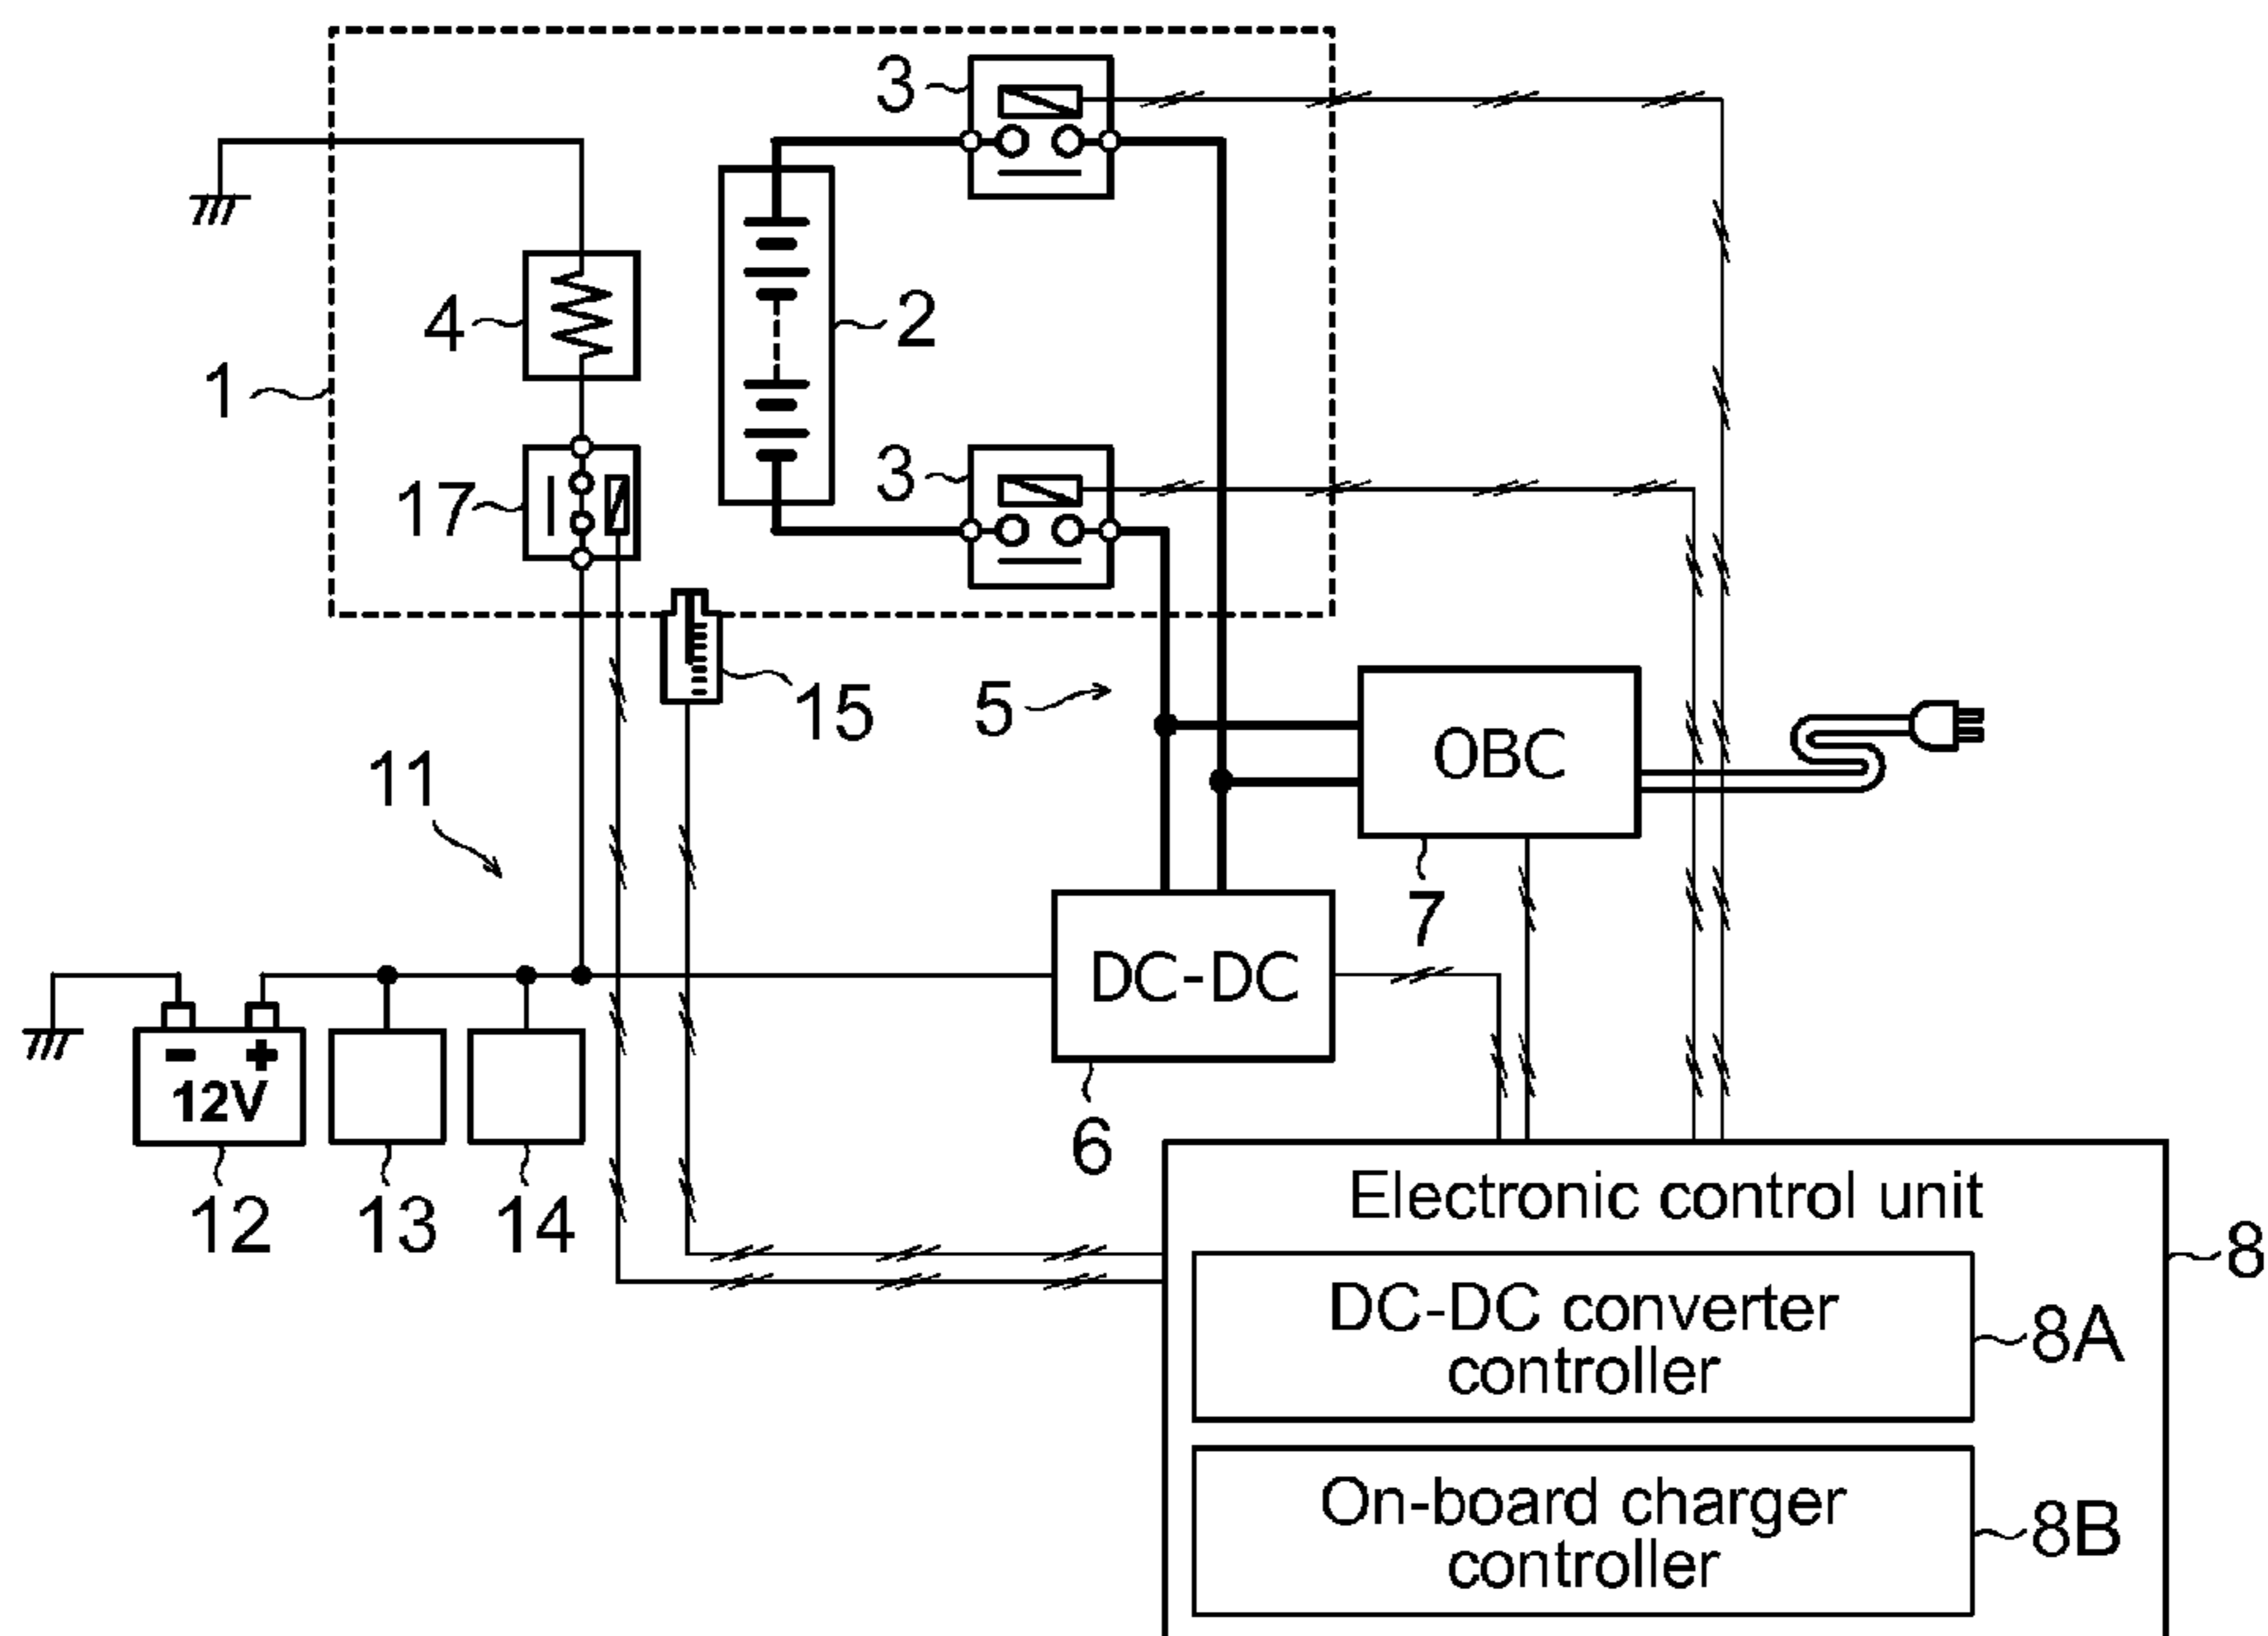 3
4
2
1
3
17
15
5
OBC
11
7
DC-DC
- +
12V
6
12
13
14
Electronic control unit
8
DC-DC converter
controller
8A
On-board charger
controller
8B